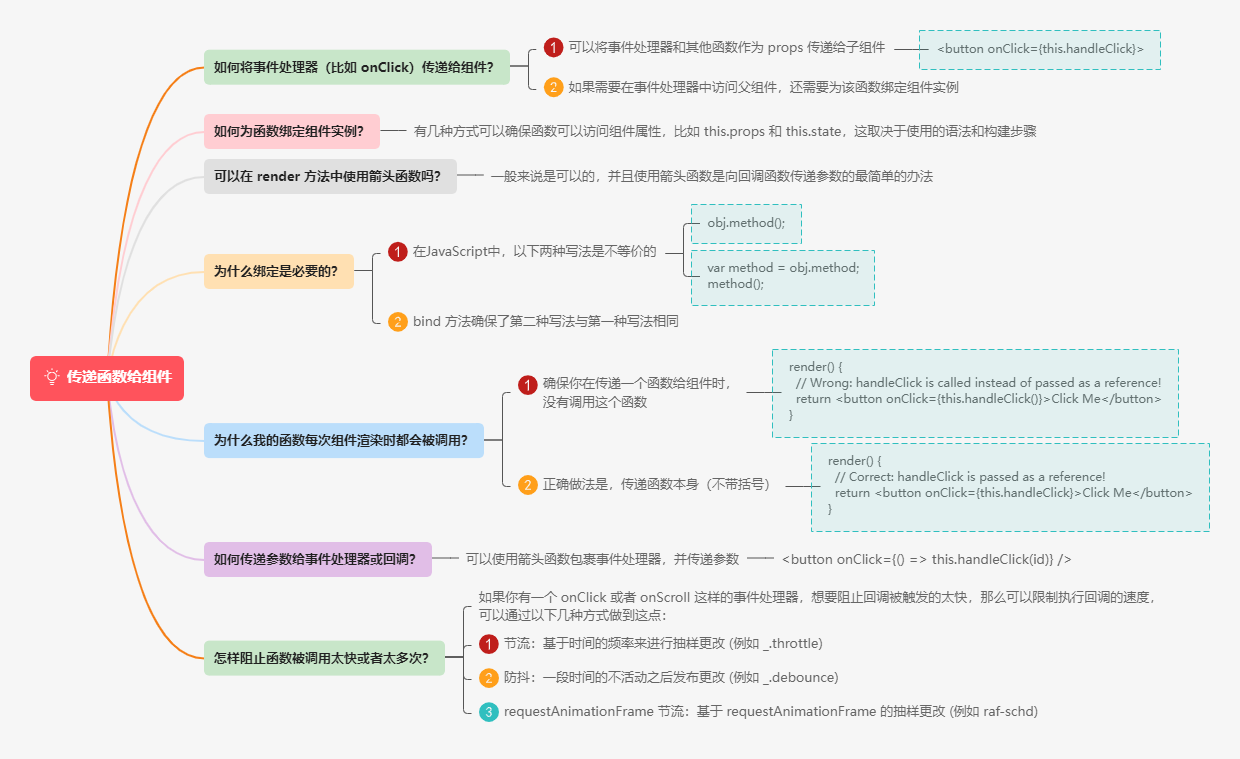 传递函数给组件
如何将事件处理器（比如 onClick）传递给组件？
1 可以将事件处理器和其他函数作为 props 传递给子组件
<button onClick={this.handleClick}>
2 如果需要在事件处理器中访问父组件，还需要为该函数绑定组件实例
如何为函数绑定组件实例？
有几种方式可以确保函数可以访问组件属性，比如 this.props 和 this.state，这取决于使用的语法和构建步骤
可以在 render 方法中使用箭头函数吗？
一般来说是可以的，并且使用箭头函数是向回调函数传递参数的最简单的办法
为什么绑定是必要的？
1 在JavaScript中，以下两种写法是不等价的
obj.method();
var method = obj.method;
method();
2 bind 方法确保了第二种写法与第一种写法相同
为什么我的函数每次组件渲染时都会被调用？
1 确保你在传递一个函数给组件时，
没有调用这个函数
render() {
// Wrong: handleClick is called instead of passed as a reference!
return <button onClick={this.handleClick()}>Click Me</button>
}
2 正确做法是，传递函数本身（不带括号）
render() {
// Correct: handleClick is passed as a reference!
return <button onClick={this.handleClick}>Click Me</button>
}
如何传递参数给事件处理器或回调？
可以使用箭头函数包裹事件处理器，并传递参数
<button onClick={() => this.handleClick(id)} />
怎样阻止函数被调用太快或者太多次？
如果你有一个 onClick 或者 onScroll 这样的事件处理器，想要阻止回调被触发的太快，那么可以限制执行回调的速度，
可以通过以下几种方式做到这点：
1 节流：基于时间的频率来进行抽样更改 (例如 _.throttle)
2 防抖：一段时间的不活动之后发布更改 (例如 _.debounce)
3 requestAnimationFrame 节流：基于 requestAnimationFrame 的抽样更改 (例如 raf-schd)